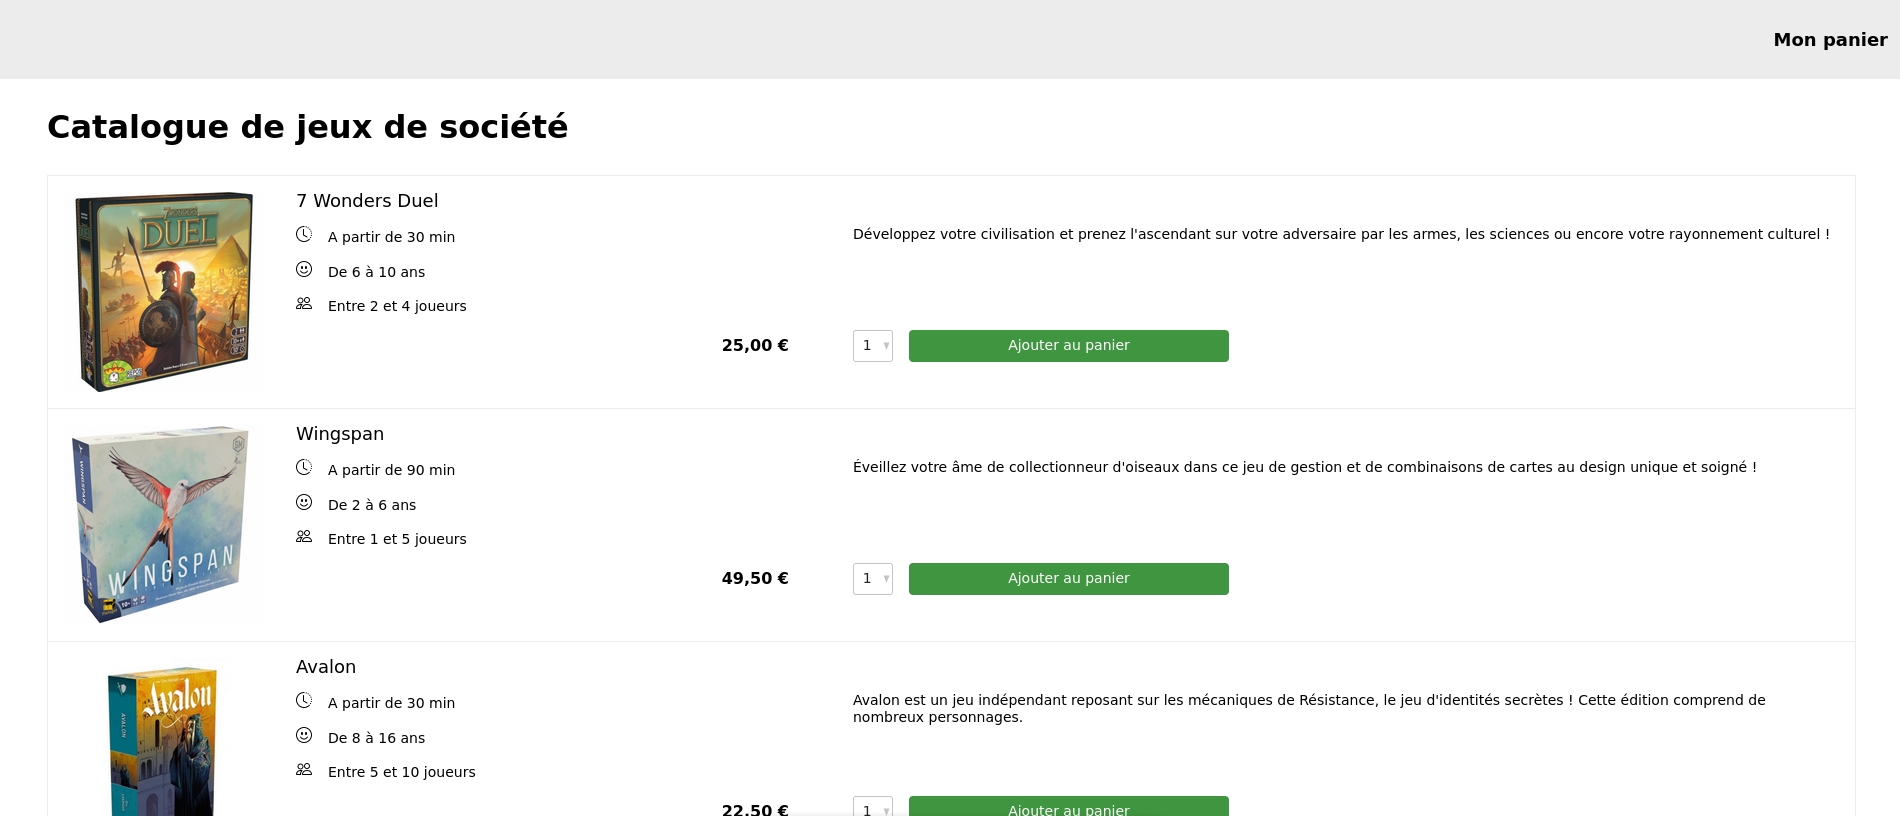 Mon panier
Catalogue de jeux de société
7 WONDERS
DUEL
REPOS
7 Wonders Duel
A partir de 30 min
De 6 à 10 ans
Entre 2 et 4 joueurs
Développez votre civilisation et prenez l'ascendant sur votre adversaire par les armes, les sciences ou encore votre rayonnement culturel !
25,00 €
1
Ajouter au panier
WINGSPAN
WINGSPAN
10+
Wingspan
A partir de 90 min
De 2 à 6 ans
Entre 1 et 5 joueurs
Éveillez votre âme de collectionneur d'oiseaux dans ce jeu de gestion et de combinaisons de cartes au design unique et soigné !
49,50 €
1
Ajouter au panier
Avalon
AVALON
Avalon
A partir de 30 min
De 8 à 16 ans
Entre 5 et 10 joueurs
Avalon est un jeu indépendant reposant sur les mécaniques de Résistance, le jeu d'identités secrètes ! Cette édition comprend de
nombreux personnages.
22,50 €
1
Ajouter au panier